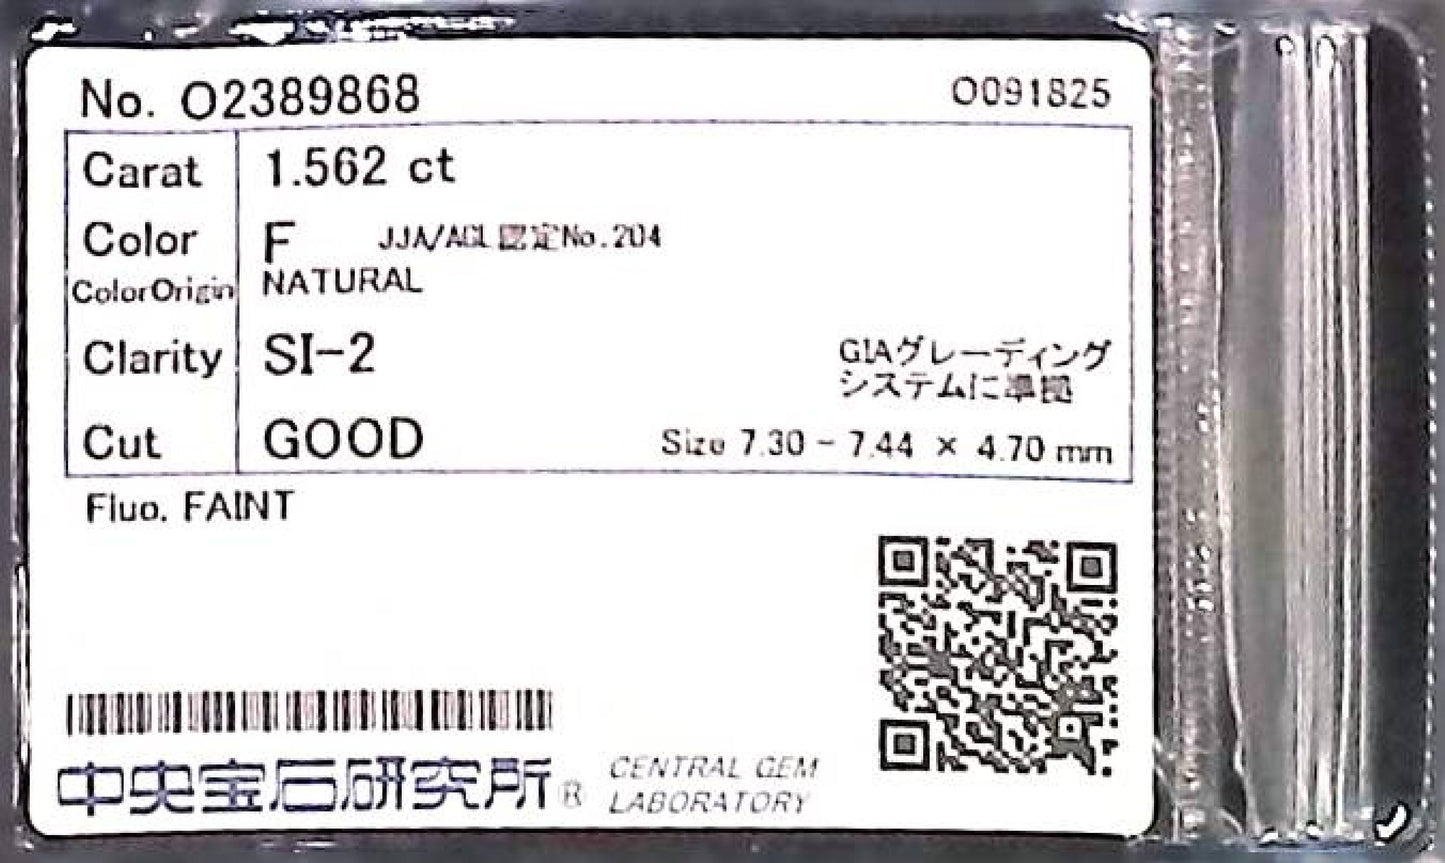 No. O2389868
O091825
Carat 1.562 ct
Color F JJA/AGL認定No.204
ColorOrigin NATURAL
Clarity SI-2
GIAグレーディング
システムに準拠
Cut GOOD Size 7.30 - 7.44 × 4.70 mm
Fluo. FAINT
中央宝石研究所® CENTRAL GEM
LABORATORY